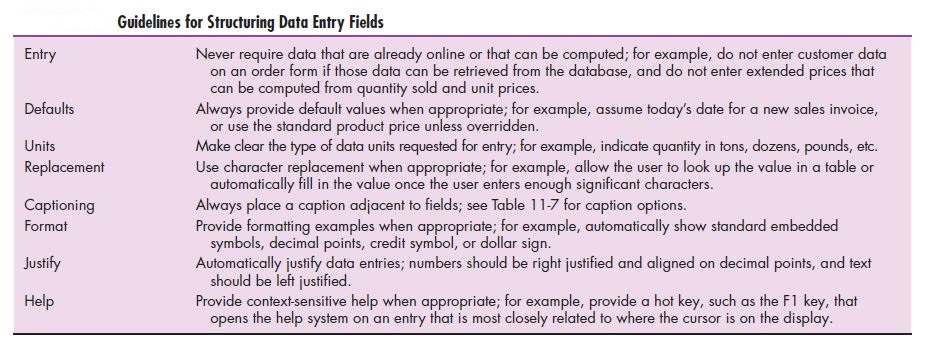 Guidelines for Structuring Data Entry Fields
Entry Never require data that are already online or that can be computed; for example, do not enter customer data
on an order form if those data can be retrieved from the database, and do not enter extended prices that
can be computed from quantity sold and unit prices.
Defaults Always provide default values when appropriate; for example, assume today's date for a new sales invoice,
or use the standard product price unless overridden.
Units Make clear the type of data units requested for entry; for example, indicate quantity in tons, dozens, pounds, etc.
Replacement Use character replacement when appropriate; for example, allow the user to look up the value in a table or
automatically fill in the value once the user enters enough significant characters.
Captioning Always place a caption adjacent to fields; see Table 11-7 for caption options.
Format Provide formatting examples when appropriate; for example, automatically show standard embedded
symbols, decimal points, credit symbol, or dollar sign.
Justify Automatically justify data entries; numbers should be right justified and aligned on decimal points, and text
should be left justified.
Help Provide context-sensitive help when appropriate; for example, provide a hot key, such as the F1 key, that
opens the help system on an entry that is most closely related to where the cursor is on the display.